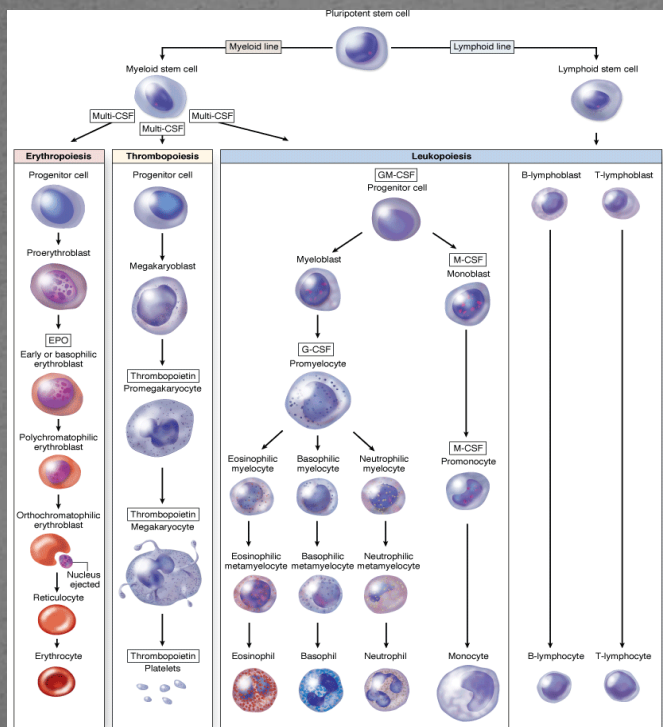 Pluripotent stem cell
Myeloid line
Lymphoid line
Myeloid stem cell
Lymphoid stem cell
Multi-CSF
Multi-CSF
Multi-CSF
Erythropoiesis
Thrombopoiesis
Leukopoiesis
Progenitor cell
Proerythroblast
EPO
Early or basophilic
erythroblast
Polychromatophilic
erythroblast
Orthochromatophilic
erythroblast
Nucleus
ejected
Reticulocyte
Erythrocyte
Progenitor cell
Megakaryoblast
Thrombopoietin
Promegakaryocyte
Thrombopoietin
Megakaryocyte
Thrombopoietin
Platelets
GM-CSF
Progenitor cell
Myeloblast
G-CSF
Promyelocyte
Eosinophilic
myelocyte
Basophilic
myelocyte
Neutrophilic
myelocyte
Eosinophilic
metamyelocyte
Basophilic
metamyelocyte
Neutrophilic
metamyelocyte
Eosinophil
Basophil
Neutrophil
M-CSF
Monoblast
M-CSF
Promonocyte
Monocyte
B-lymphoblast
T-lymphoblast
B-lymphocyte
T-lymphocyte